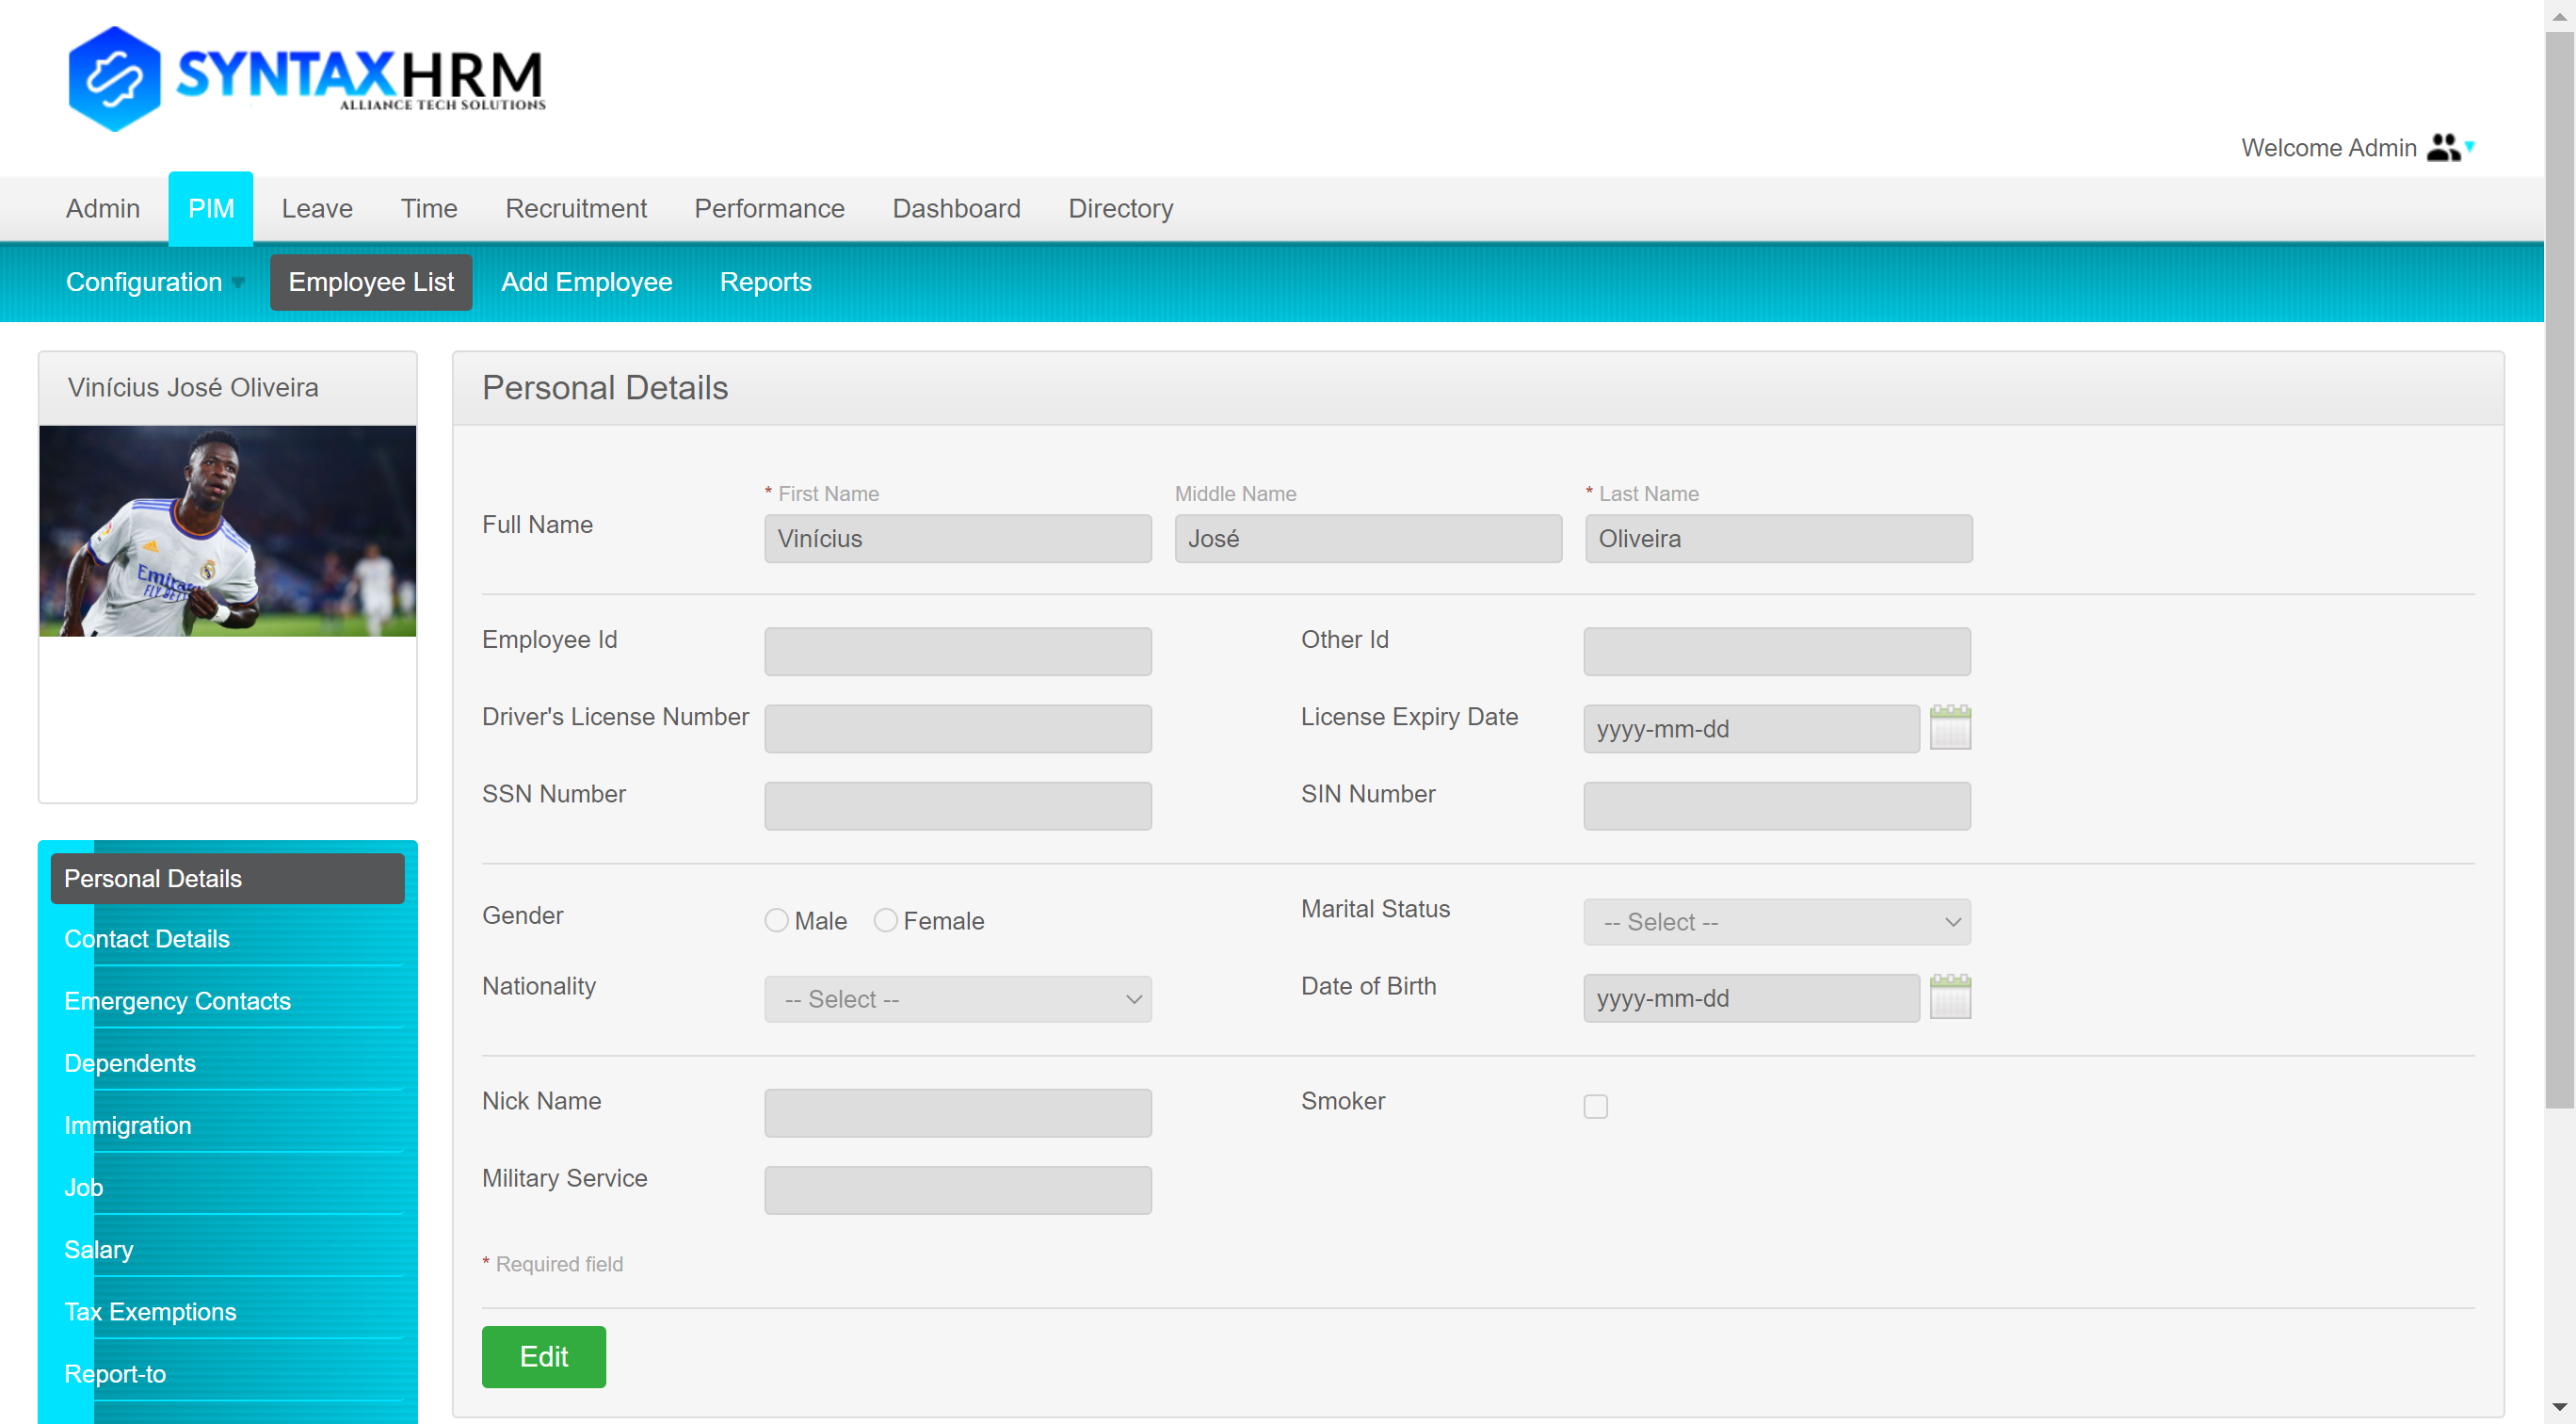 SYNTAXHRM
ALLIANCE TECH SOLUTIONS
Welcome Admin
Admin PIM Leave Time Recruitment Performance Dashboard Directory
Configuration Employee List Add Employee Reports
Vinícius José Oliveira
Emirates
FLY BETTER
Personal Details
* First Name Middle Name * Last Name
Full Name Vinícius José Oliveira
Employee Id Other Id
Driver's License Number License Expiry Date yyyy-mm-dd
SSN Number SIN Number
Gender Male Female Marital Status -- Select --
Nationality -- Select -- Date of Birth yyyy-mm-dd
Nick Name Smoker
Military Service
* Required field
Edit
Personal Details
Contact Details
Emergency Contacts
Dependents
Immigration
Job
Salary
Tax Exemptions
Report-to